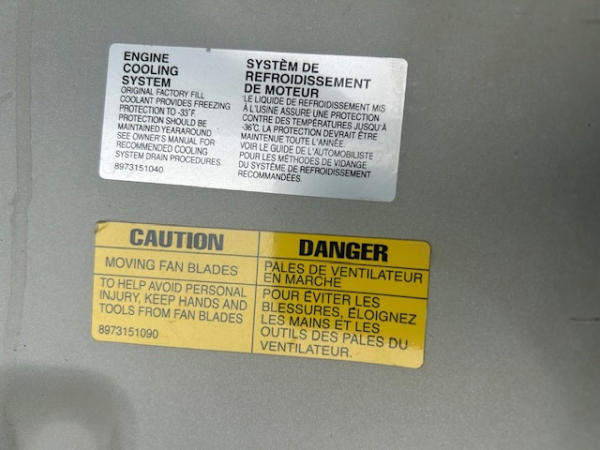 ENGINE
COOLING
SYSTEM
ORIGINAL FACTORY FILL
COOLANT PROVIDES FREEZING
PROTECTION TO -33°F.
PROTECTION SHOULD BE
MAINTAINED YEARAROUND
SEE OWNER'S MANUAL FOR
RECOMMENDED COOLING
SYSTEM DRAIN PROCEDURES.
8973151040
SYSTÈM DE
REFROIDISSEMENT
DE MOTEUR
LE LIQUIDE DE REFROIDISSEMENT MIS
À L'USINE ASSURE UNE PROTECTION
CONTRE DES TEMPÉRATURES JUSQU'À
-36°C. LA PROTECTION DEVRAIT ÊTRE
MAINTENUE TOUTE L'ANNÉE.
VOIR LE GUIDE DE L'AUTOMOBILISTE
POUR LES MÉTHODES DE VIDANGE
DU SYSTÈME DE REFROIDISSEMENT
RECOMMANDÉES.
CAUTION
MOVING FAN BLADES
TO HELP AVOID PERSONAL
INJURY, KEEP HANDS AND
TOOLS FROM FAN BLADES
8973151090
DANGER
PALES DE VENTILATEUR
EN MARCHE
POUR ÉVITER LES
BLESSURES, ÉLOIGNEZ
LES MAINS ET LES
OUTILS DES PALES DU
VENTILATEUR.